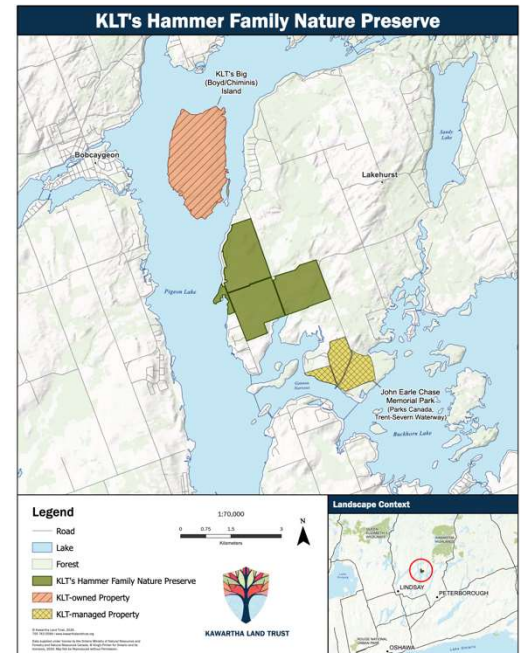 KLT's Hammer Family Nature Preserve
KLT's Big
(Boyd/Chiminis)
Island
Bobcaygeon
Sandy
Lake
Lakehurst
Pigeon Lake
John Earle Chase
Memorial Park
(Parks Canada,
Trent-Severn Waterway)
Buckhorn Lake
Legend
Road
Lake
Forest
KLT's Hammer Family Nature Preserve
KLT-owned Property
KLT-managed Property
1:70,000
0 0.75 1.5 3
Kilometers
N
KAWARTHA LAND TRUST
Landscape Context
LINDSAY
PETERBOROUGH
OSHAWA
Lake Ontario